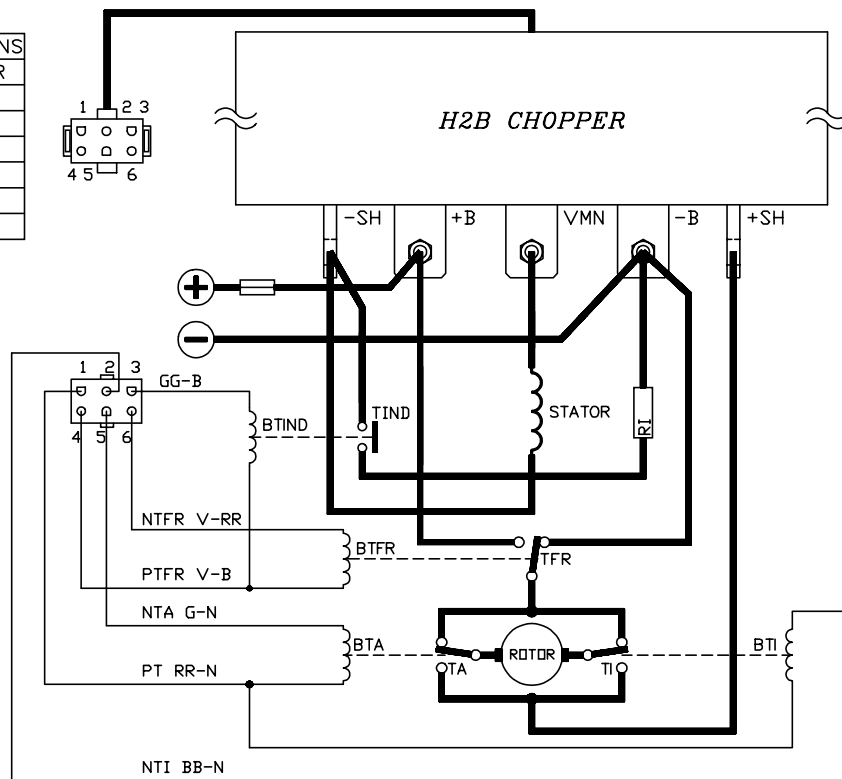 NS
R
1 2 3
4 5 6
H2B CHOPPER
-SH +B VMN -B +SH
+
-
1 2 3
4 5 6
GG-B
BTIND
TIND
STATOR
RI
NTFR V-RR
BTFR
TFR
PTFR V-B
NTA G-N
BTA
TA
ROTOR
TI
BTI
PT RR-N
NTI BB-N